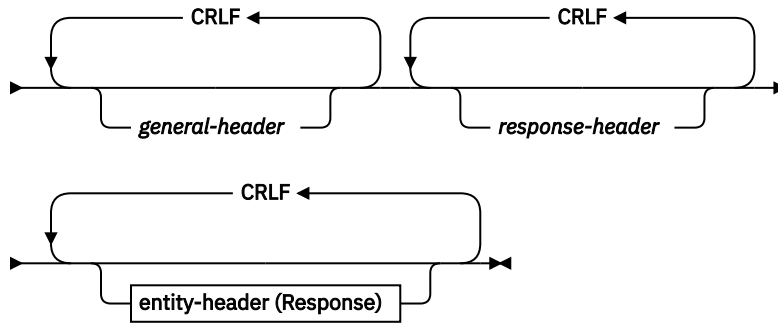 CRLF CRLF
general-header response-header
CRLF
entity-header (Response)